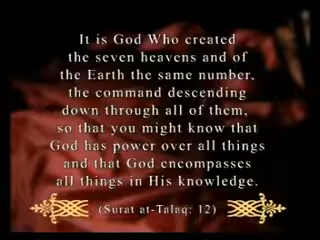 It is God Who created
the seven heavens and of
the Earth the same number,
the command descending
down through all of them,
so that you might know that
God has power over all things
and that God encompasses
all things in His knowledge.
(Surat at-Talaq: 12)